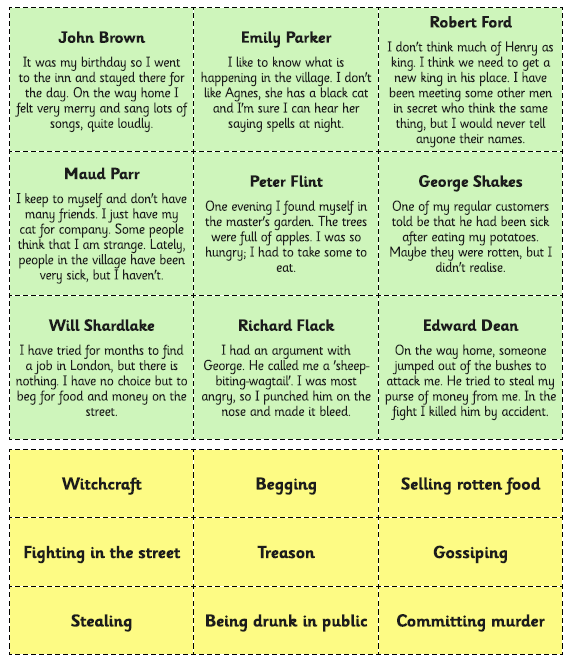 John Brown
It was my birthday so I went
to the inn and stayed there for
the day. On the way home I
felt very merry and sang lots of
songs, quite loudly.
Emily Parker
I like to know what is
happening in the village. I don't
like Agnes, she has a black cat
and I'm sure I can hear her
saying spells at night.
Robert Ford
I don't think much of Henry as
king. I think we need to get a
new king in his place. I have
been meeting some other men
in secret who think the same
thing, but I would never tell
anyone their names.
Maud Parr
I keep to myself and don't have
many friends. I just have my
cat for company. Some people
think that I am strange. Lately,
people in the village have been
very sick, but I haven't.
Peter Flint
One evening I found myself in
the master's garden. The trees
were full of apples. I was so
hungry; I had to take some to
eat.
George Shakes
One of my regular customers
told be that he had been sick
after eating my potatoes.
Maybe they were rotten, but I
didn't realise.
Will Shardlake
I have tried for months to find
a job in London, but there is
nothing. I have no choice but to
beg for food and money on the
street.
Richard Flack
I had an argument with
George. He called me a 'sheep-
biting-wagtail'. I was most
angry, so I punched him on the
nose and made it bleed.
Edward Dean
On the way home, someone
jumped out of the bushes to
attack me. He tried to steal my
purse of money from me. In the
fight I killed him by accident.
Witchcraft
Begging
Selling rotten food
Fighting in the street
Treason
Gossiping
Stealing
Being drunk in public
Committing murder